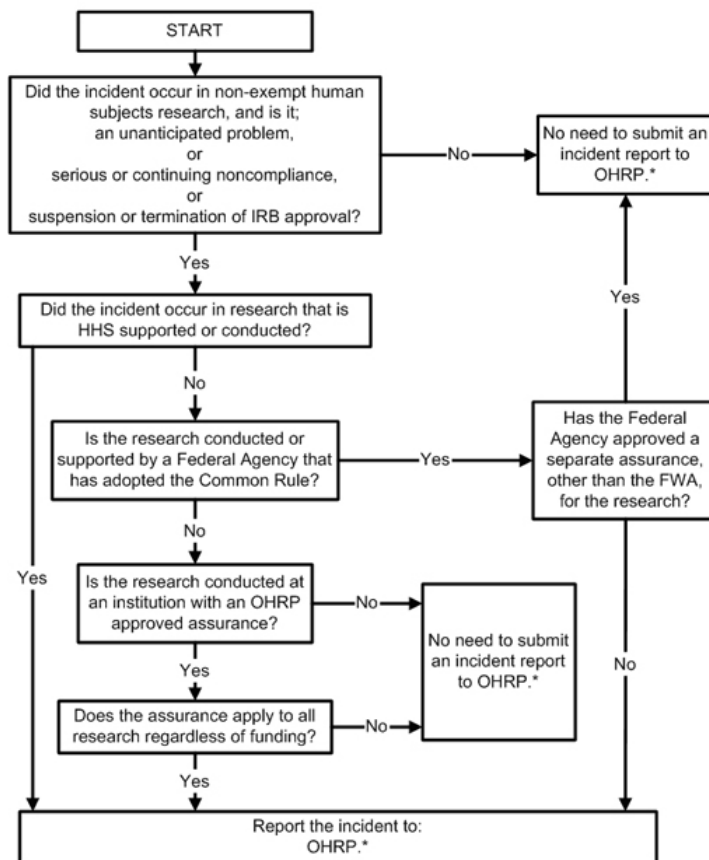 START
Did the incident occur in non-exempt human
subjects research, and is it;
an unanticipated problem,
or
serious or continuing noncompliance,
or
suspension or termination of IRB approval?
No
No need to submit an
incident report to
OHRP.*
Yes
Yes
Did the incident occur in research that is
HHS supported or conducted?
No
Is the research conducted or
supported by a Federal Agency that
has adopted the Common Rule?
Yes
Has the Federal
Agency approved a
separate assurance,
other than the FWA,
for the research?
No
Yes
Is the research conducted at
an institution with an OHRP
approved assurance?
No
No need to submit
an incident report
to OHRP.*
No
Yes
Does the assurance apply to all
research regardless of funding?
No
Yes
Report the incident to:
OHRP.*